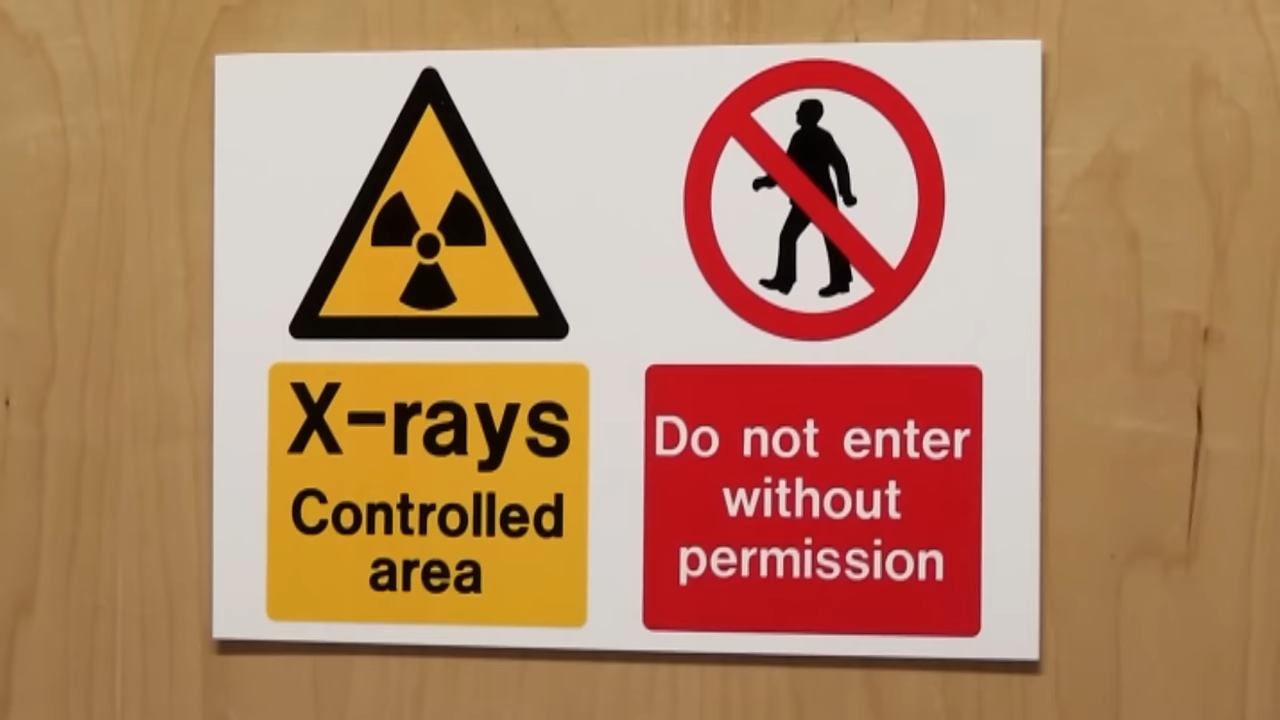 X-rays
Controlled
area
Do not enter
without
permission